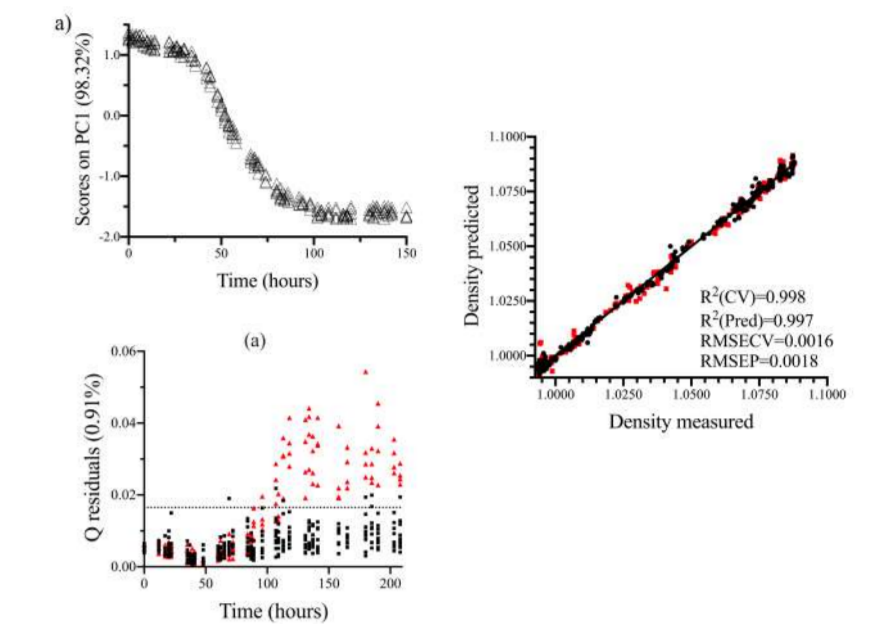 a)
Scores on PC1 (98.32%)
1.0
0.0
-1.0
-2.0
0
50
100
150
Time (hours)
(a)
Q residuals (0.91%)
0.06
0.04
0.02
0.00
0
50
100
150
200
Time (hours)
Density predicted
1.1000
1.0750
1.0500
1.0250
1.0000
R²(CV)=0.998
R²(Pred)=0.997
RMSECV=0.0016
RMSEP=0.0018
1.0000
1.0250
1.0500
1.0750
1.1000
Density measured